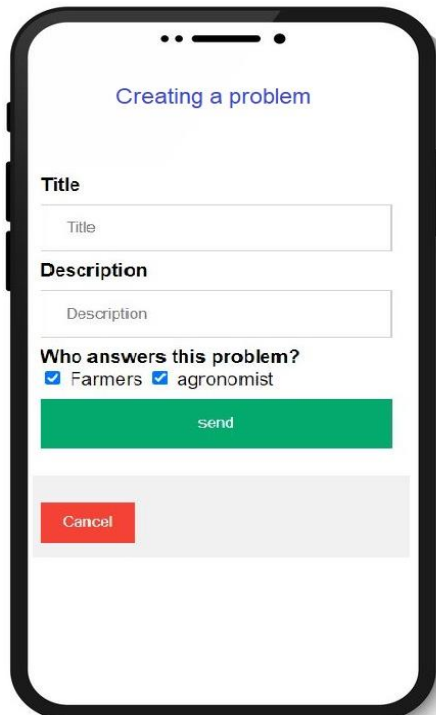 Creating a problem
Title
Title
Description
Description
Who answers this problem?
Farmers agronomist
send
Cancel